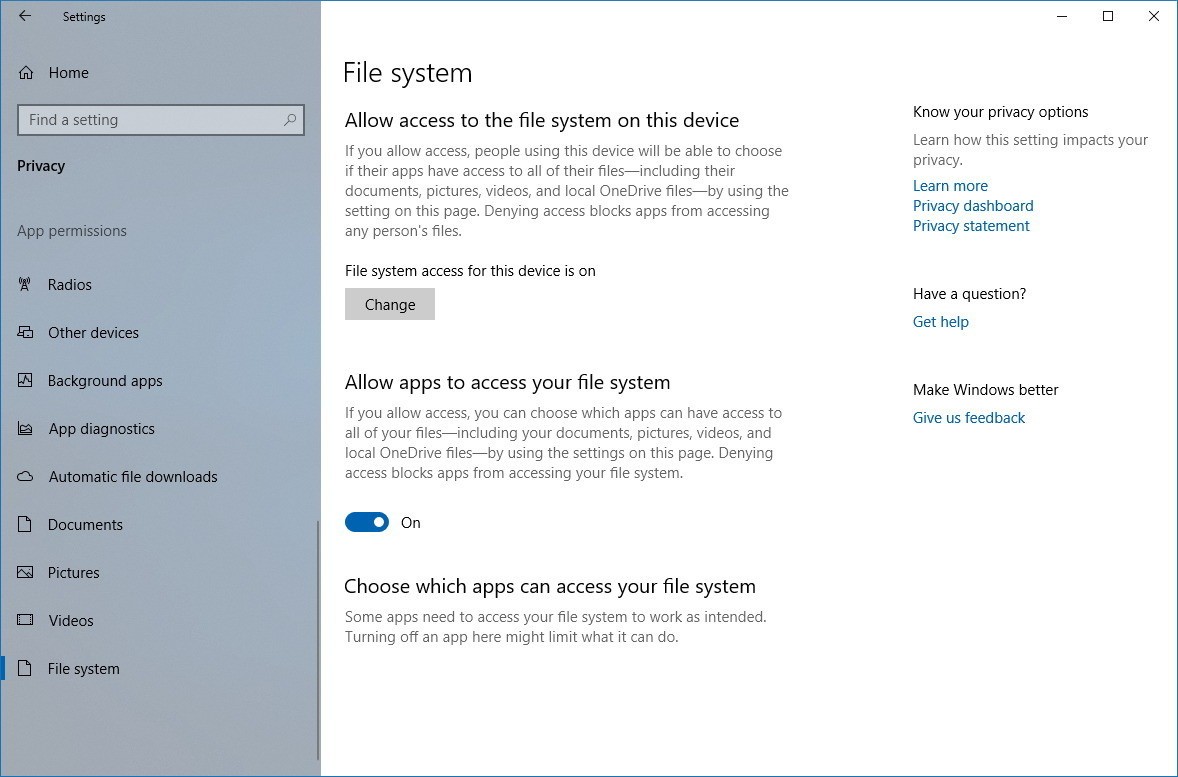 Settings
Home
Find a setting
Privacy
App permissions
Radios
Other devices
Background apps
App diagnostics
Automatic file downloads
Documents
Pictures
Videos
File system
File system
Allow access to the file system on this device
If you allow access, people using this device will be able to choose
if their apps have access to all of their files—including their
documents, pictures, videos, and local OneDrive files—by using the
setting on this page. Denying access blocks apps from accessing
any person's files.
File system access for this device is on
Change
Allow apps to access your file system
If you allow access, you can choose which apps can have access to
all of your files—including your documents, pictures, videos, and
local OneDrive files—by using the settings on this page. Denying
access blocks apps from accessing your file system.
On
Choose which apps can access your file system
Some apps need to access your file system to work as intended.
Turning off an app here might limit what it can do.
Know your privacy options
Learn how this setting impacts your
privacy.
Learn more
Privacy dashboard
Privacy statement
Have a question?
Get help
Make Windows better
Give us feedback